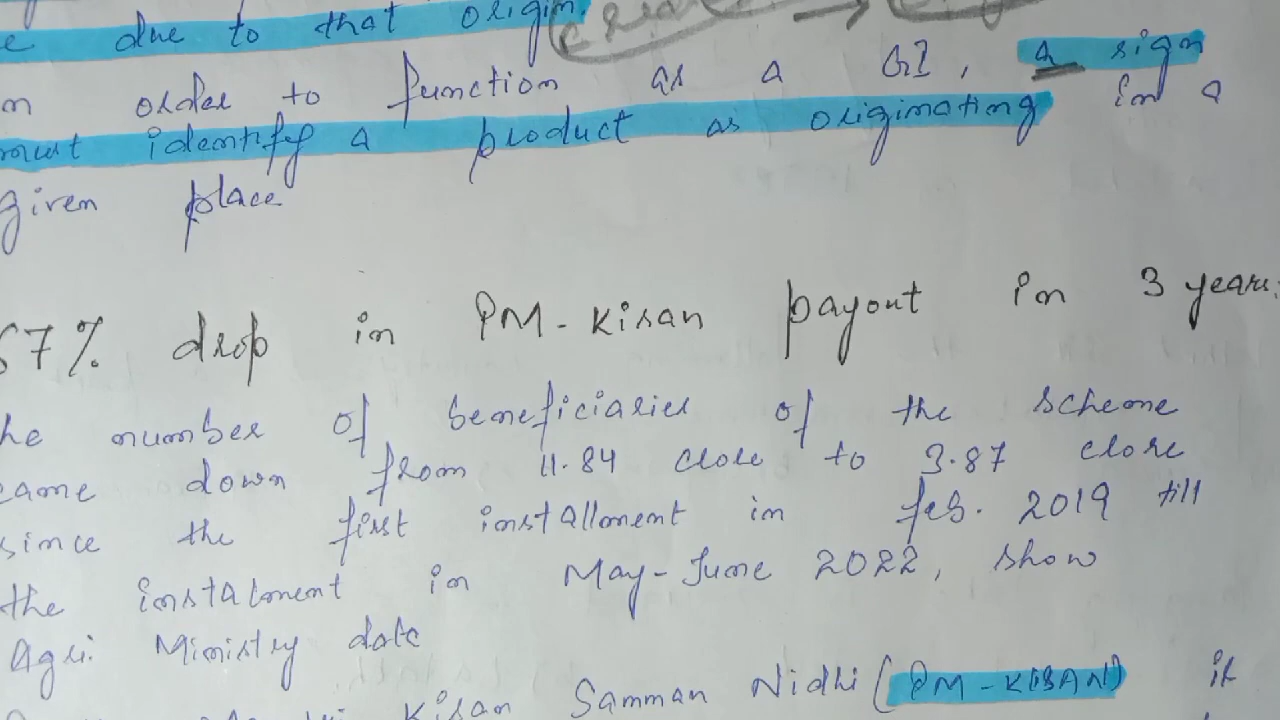 e due to that origin.
in order to function as a GI, a sign
must identify a product as originating in a
given place
67% drop in PM-Kisan payout in 3 years:
he number of beneficiaries of the scheme
came down from 11.84 crore to 3.87 crore
since the first installment in feb. 2019 till
the instalment in May-June 2022, show
Agri. Ministry data
Kisan Samman Nidhi (PM-KISAN) is